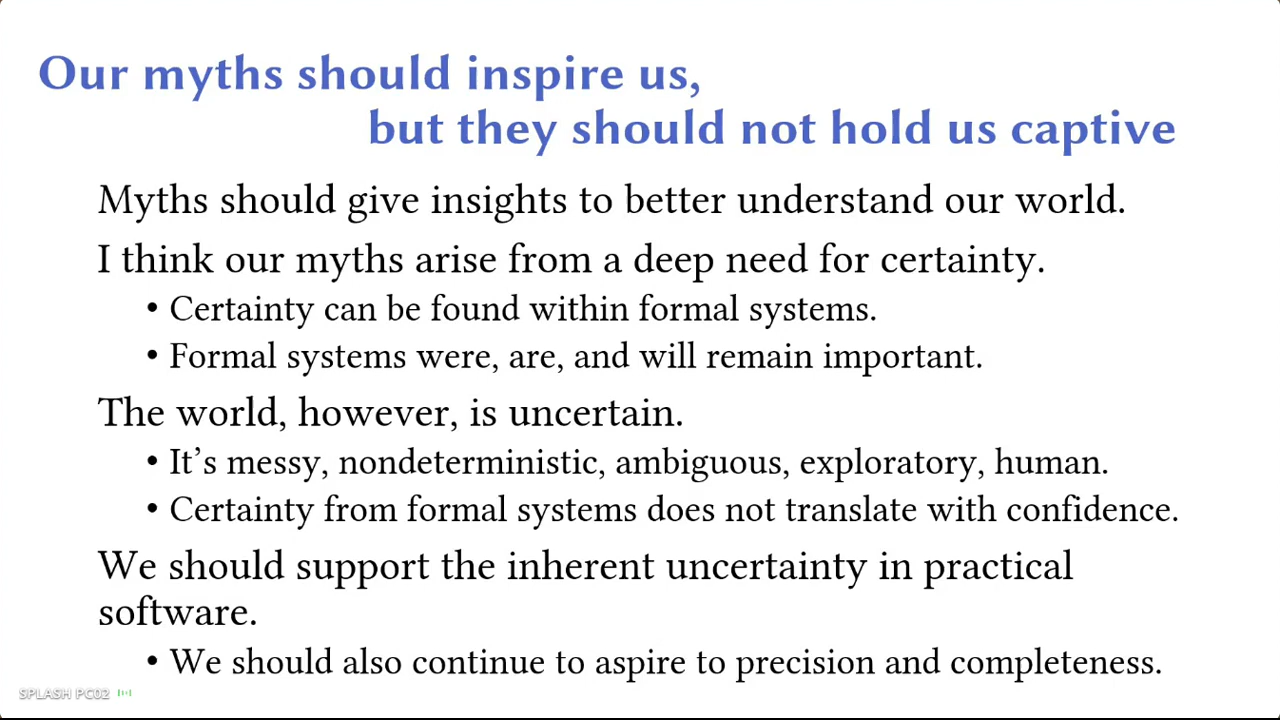 Our myths should inspire us,
but they should not hold us captive
Myths should give insights to better understand our world.
I think our myths arise from a deep need for certainty.
• Certainty can be found within formal systems.
• Formal systems were, are, and will remain important.
The world, however, is uncertain.
• It’s messy, nondeterministic, ambiguous, exploratory, human.
• Certainty from formal systems does not translate with confidence.
We should support the inherent uncertainty in practical
software.
• We should also continue to aspire to precision and completeness.
SPLASH PC02